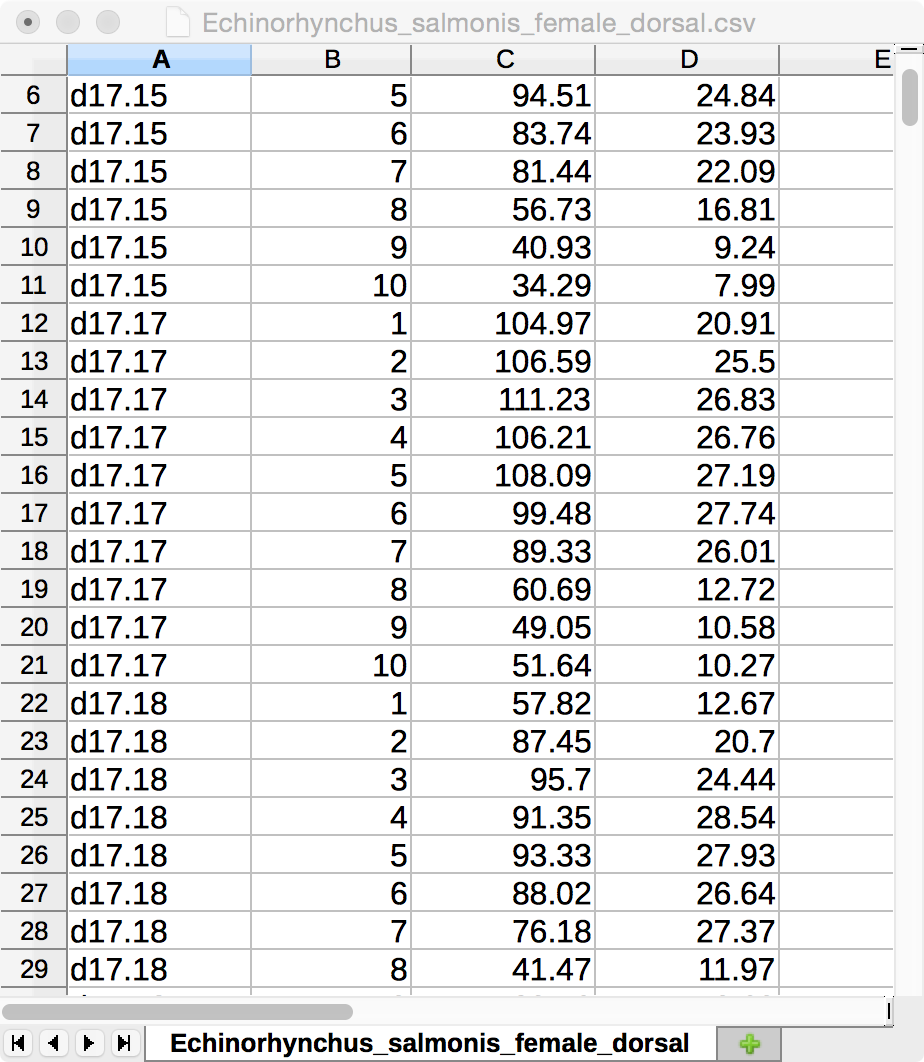 Echinorhynchus_salmonis_female_dorsal.csv
A B C D E
6 d17.15 5 94.51 24.84
7 d17.15 6 83.74 23.93
8 d17.15 7 81.44 22.09
9 d17.15 8 56.73 16.81
10 d17.15 9 40.93 9.24
11 d17.15 10 34.29 7.99
12 d17.17 1 104.97 20.91
13 d17.17 2 106.59 25.5
14 d17.17 3 111.23 26.83
15 d17.17 4 106.21 26.76
16 d17.17 5 108.09 27.19
17 d17.17 6 99.48 27.74
18 d17.17 7 89.33 26.01
19 d17.17 8 60.69 12.72
20 d17.17 9 49.05 10.58
21 d17.17 10 51.64 10.27
22 d17.18 1 57.82 12.67
23 d17.18 2 87.45 20.7
24 d17.18 3 95.7 24.44
25 d17.18 4 91.35 28.54
26 d17.18 5 93.33 27.93
27 d17.18 6 88.02 26.64
28 d17.18 7 76.18 27.37
29 d17.18 8 41.47 11.97
Echinorhynchus_salmonis_female_dorsal